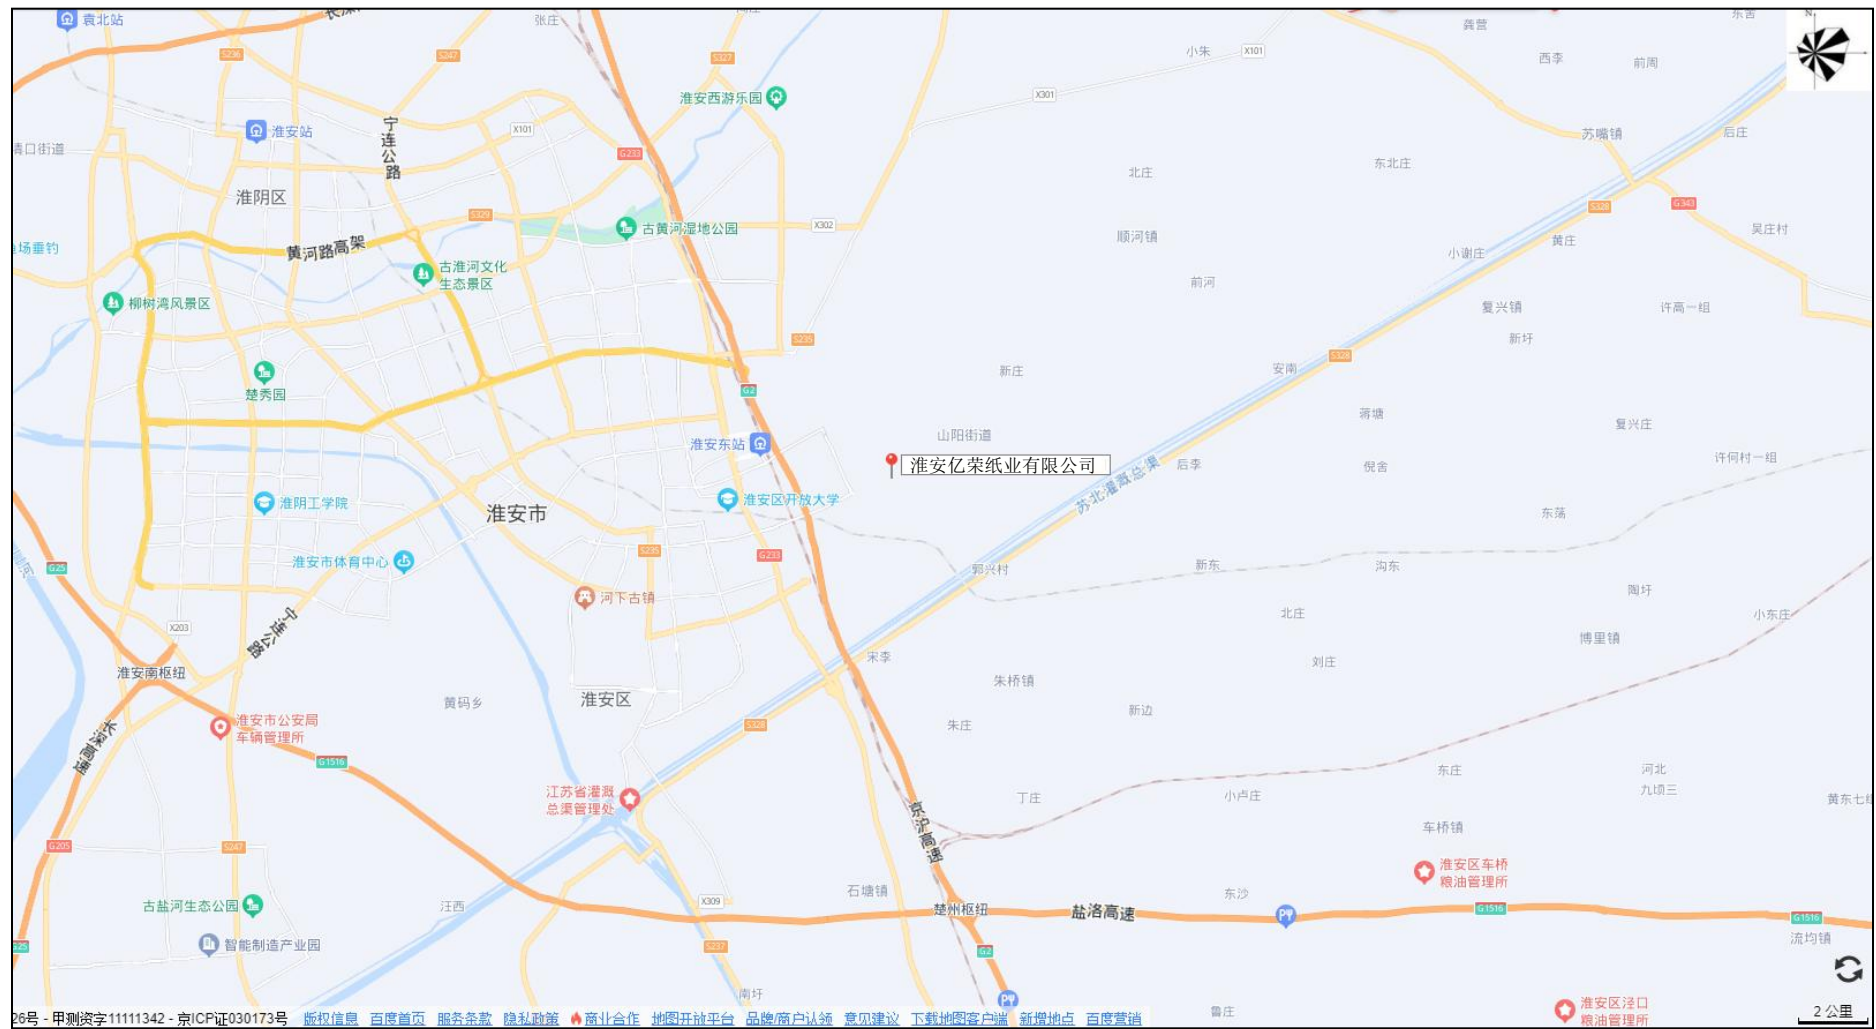 袁北站
长深
张庄
龚营
东舍
N
S236
S247
S327
小朱
X101
西李
前周
淮安西游乐园
X301
宁连公路
X101
淮安站
清口街道
G233
苏嘴镇
后庄
北庄
东北庄
淮阴区
S329
S328
G343
古黄河湿地公园
X302
吴庄村
黄河路高架
顺河镇
黄庄
场垂钓
小谢庄
古淮河文化
生态景区
前河
柳树湾风景区
复兴镇
许高一组
S235
新圩
S328
楚秀园
新庄
安南
G2
蒋塘
复兴庄
淮安东站
山阳街道
许何村一组
淮安亿荣纸业有限公司
后李
倪舍
苏北灌溉总渠
淮阴工学院
淮安区开放大学
淮安市
东荡
S235
G233
淮安市体育中心
G25
河
郭兴村
新东
沟东
河下古镇
陶圩
北庄
小东庄
X203
宁连公路
博里镇
宋李
刘庄
淮安南枢纽
朱桥镇
淮安区
黄码乡
新边
淮安市公安局
车辆管理所
S328
朱庄
长深高速
G1516
东庄
河北
九顷三
江苏省灌溉
总渠管理处
丁庄
小卢庄
黄东七组
京沪高速
车桥镇
G205
S247
淮安区车桥
粮油管理所
石塘镇
东沙
古盐河生态公园
汪西
X309
楚州枢纽
盐洛高速
G1516
G1516
智能制造产业园
G25
S237
G2
流均镇
南圩
鲁庄
淮安区泾口
粮油管理所
26号 - 甲测资字11111342 - 京ICP证030173号 版权信息 百度首页 服务条款 隐私政策 商业合作 地图开放平台 品牌/商户认领 意见建议 下载地图客户端 新增地点 百度营销
2 公里